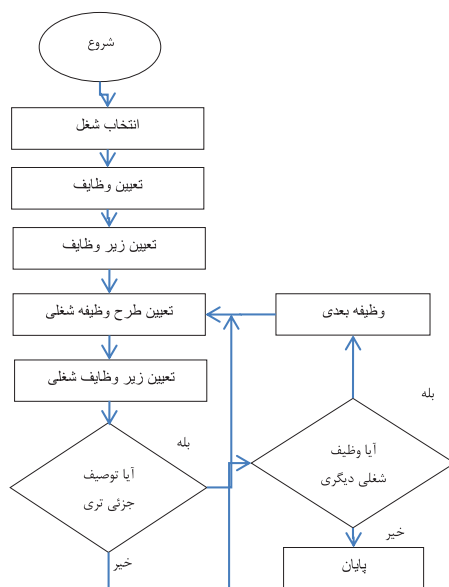 شروع
انتخاب شغل
تعیین وظایف
تعیین زیر وظایف
تعیین طرح وظیفه شغلی
وظیفه بعدی
تعیین زیر وظایف شغلی
بله
بله
آیا توصیف
جزئی تری
آیا وظیف
شغلی دیگری
خیر
خیر
پایان